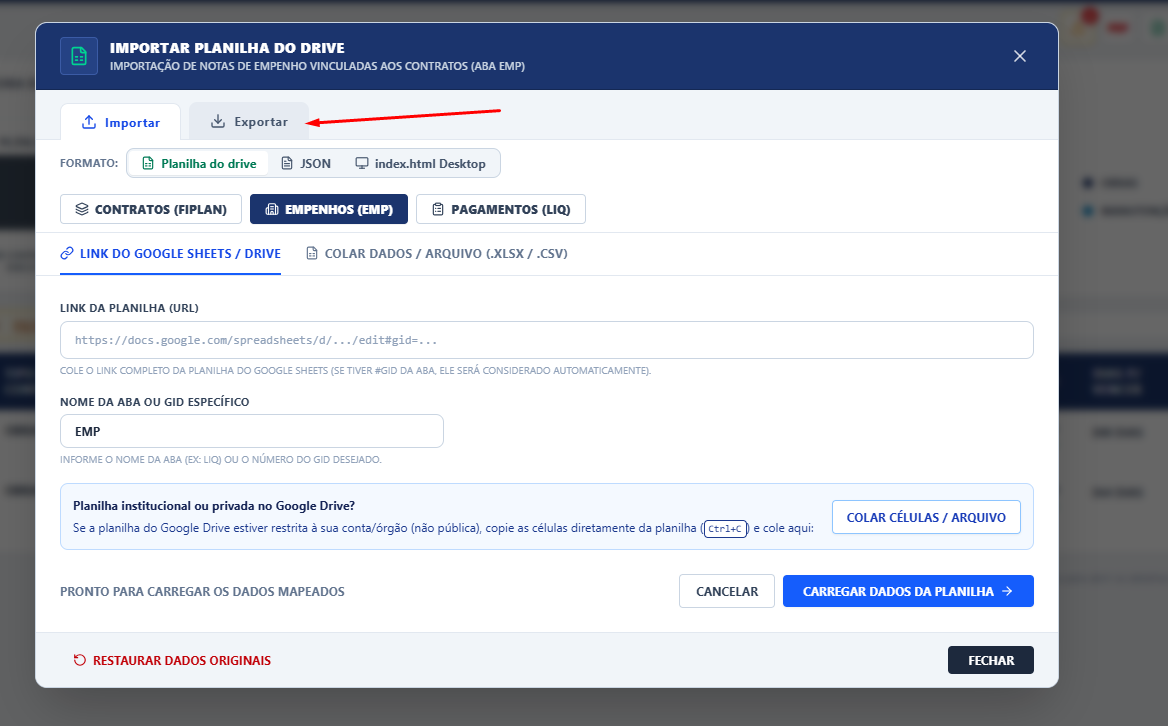 IMPORTAR PLANILHA DO DRIVE
IMPORTAÇÃO DE NOTAS DE EMPENHO VINCULADAS AOS CONTRATOS (ABA EMP)
Importar
Exportar
FORMATO:
Planilha do drive
JSON
index.html Desktop
CONTRATOS (FIPLAN)
EMPENHOS (EMP)
PAGAMENTOS (LIQ)
LINK DO GOOGLE SHEETS / DRIVE
COLAR DADOS / ARQUIVO (.XLSX / .CSV)
LINK DA PLANILHA (URL)
https://docs.google.com/spreadsheets/d/.../edit#gid=...
COLE O LINK COMPLETO DA PLANILHA DO GOOGLE SHEETS (SE TIVER #GID DA ABA, ELE SERÁ CONSIDERADO AUTOMATICAMENTE).
NOME DA ABA OU GID ESPECÍFICO
EMP
INFORME O NOME DA ABA (EX: LIQ) OU O NÚMERO DO GID DESEJADO.
Planilha institucional ou privada no Google Drive?
Se a planilha do Google Drive estiver restrita à sua conta/órgão (não pública), copie as células diretamente da planilha (Ctrl+C) e cole aqui:
COLAR CÉLULAS / ARQUIVO
PRONTO PARA CARREGAR OS DADOS MAPEADOS
CANCELAR
CARREGAR DADOS DA PLANILHA
RESTAURAR DADOS ORIGINAIS
FECHAR